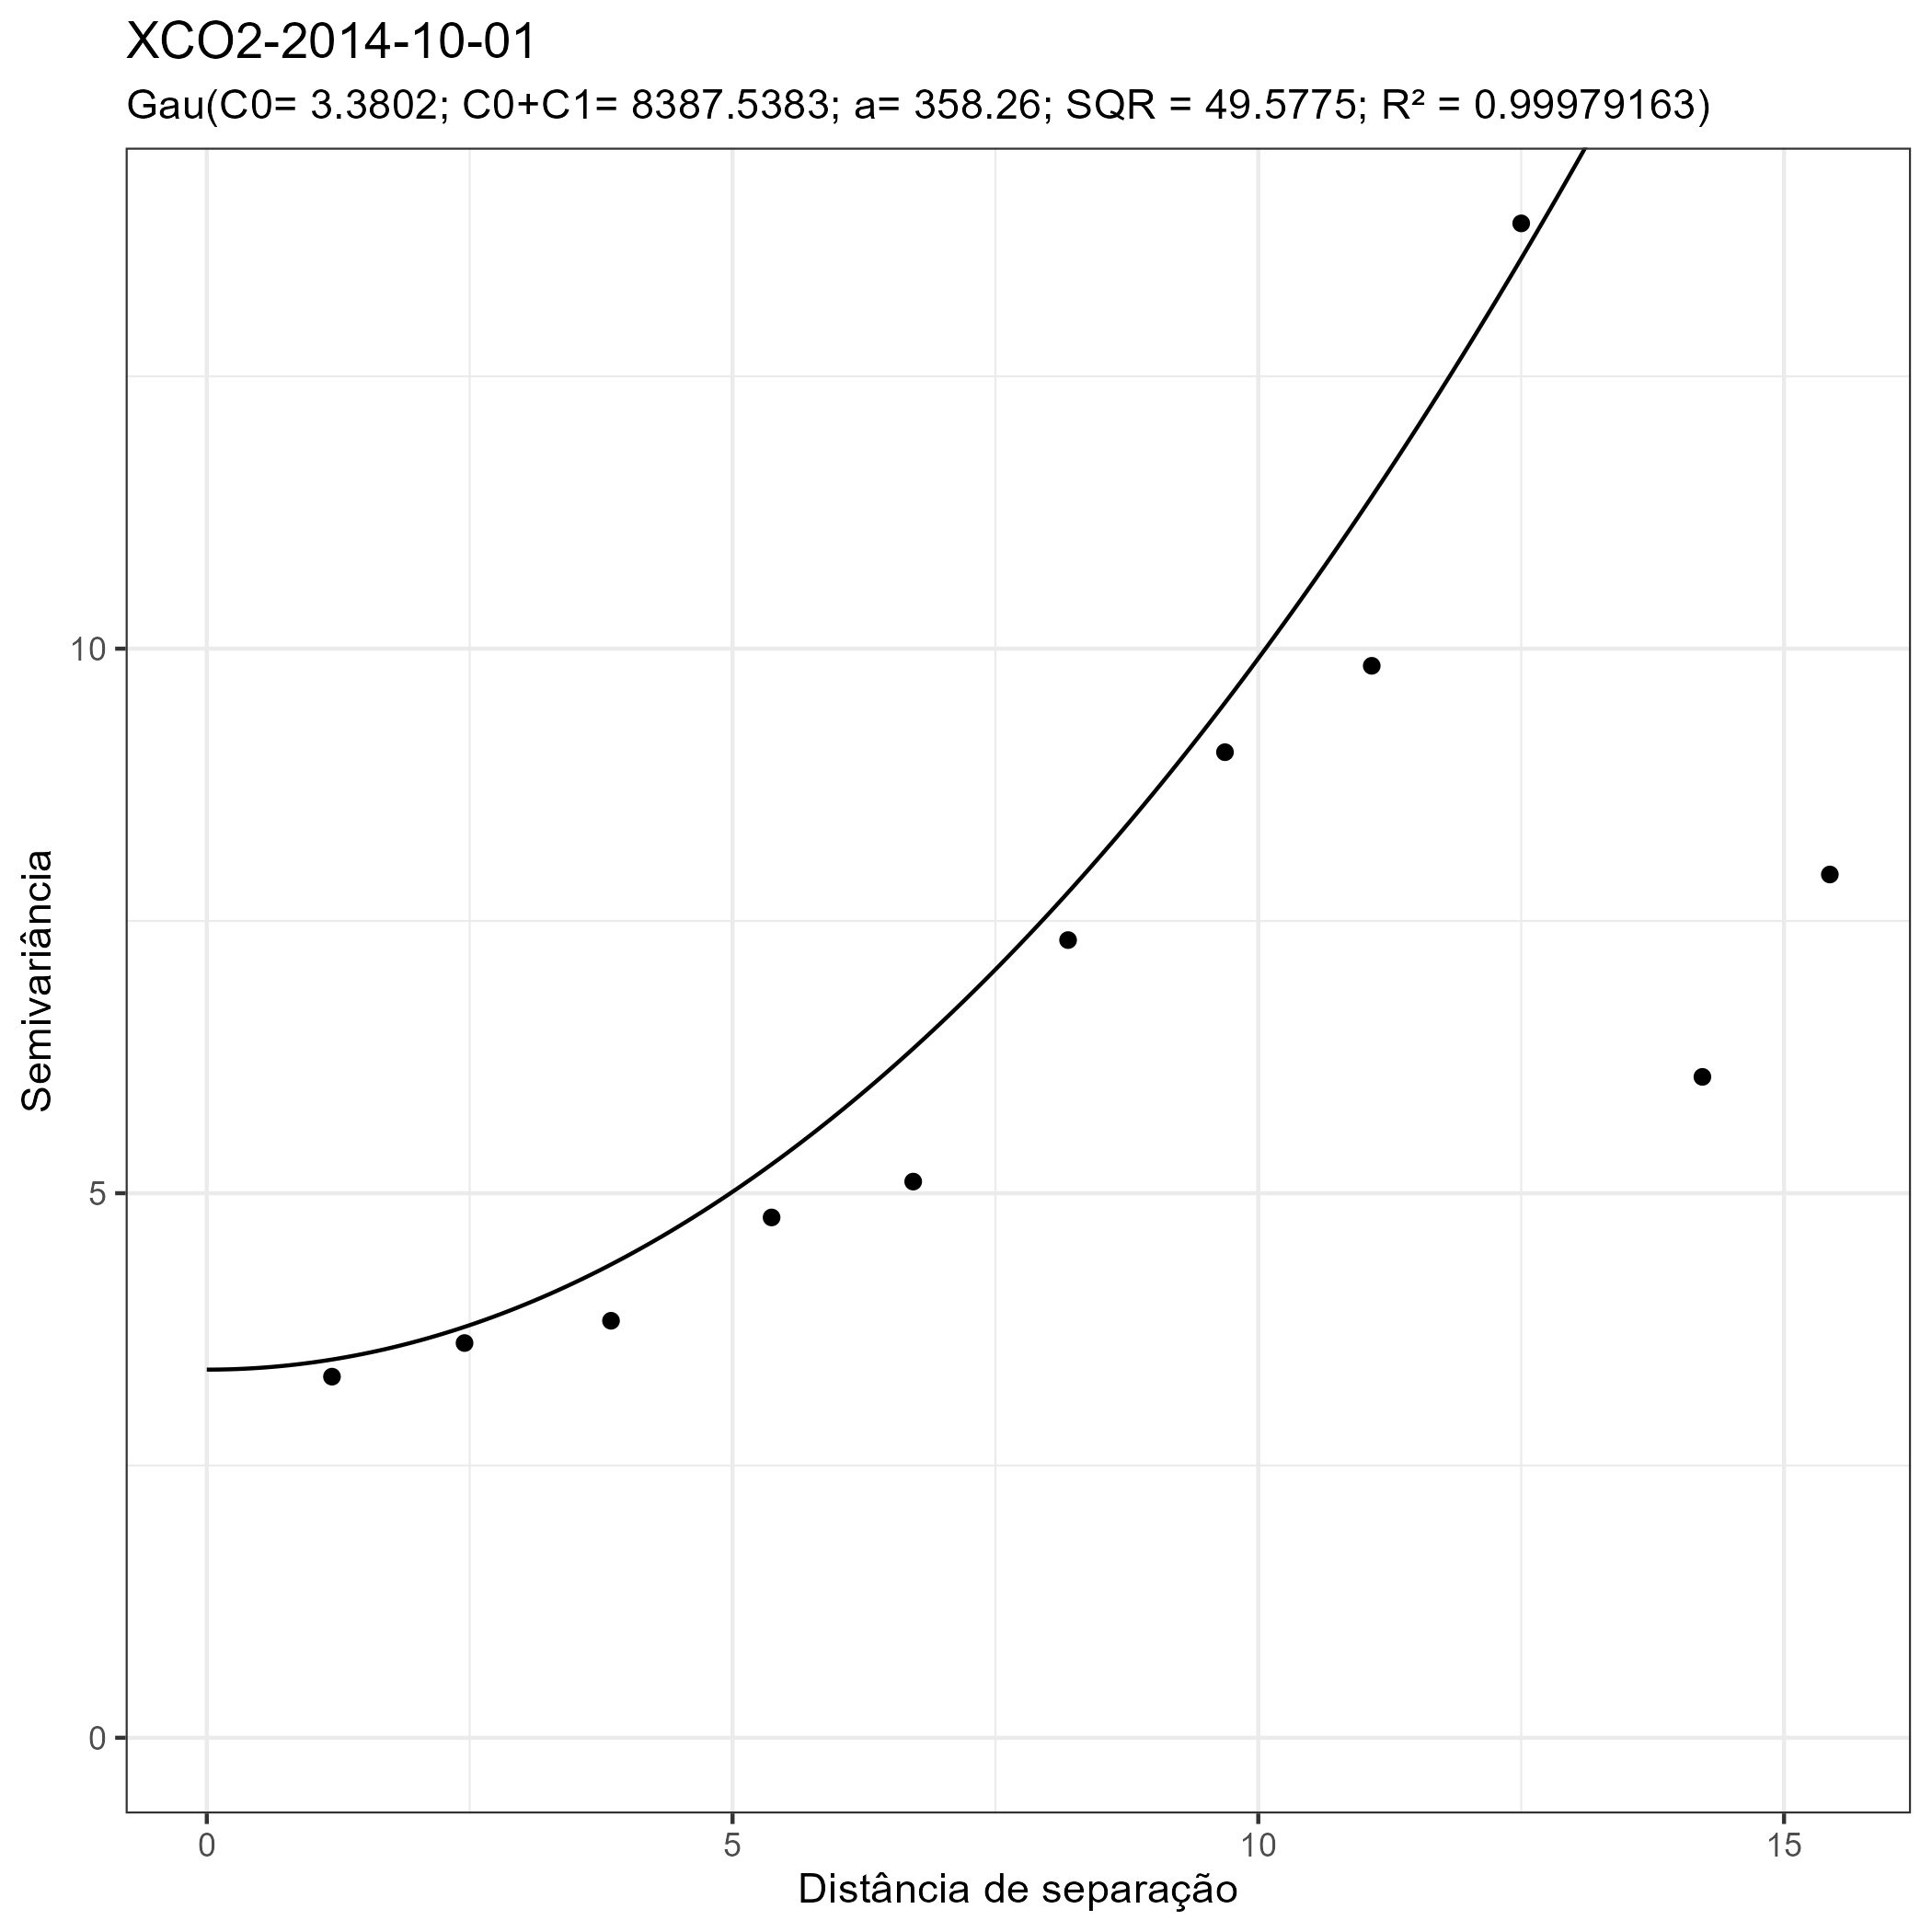 XCO2-2014-10-01
Gau(C0= 3.3802; C0+C1= 8387.5383; a= 358.26; SQR = 49.5775; R² = 0.99979163)
Semivariância
10
5
0
0 5 10 15
Distância de separação